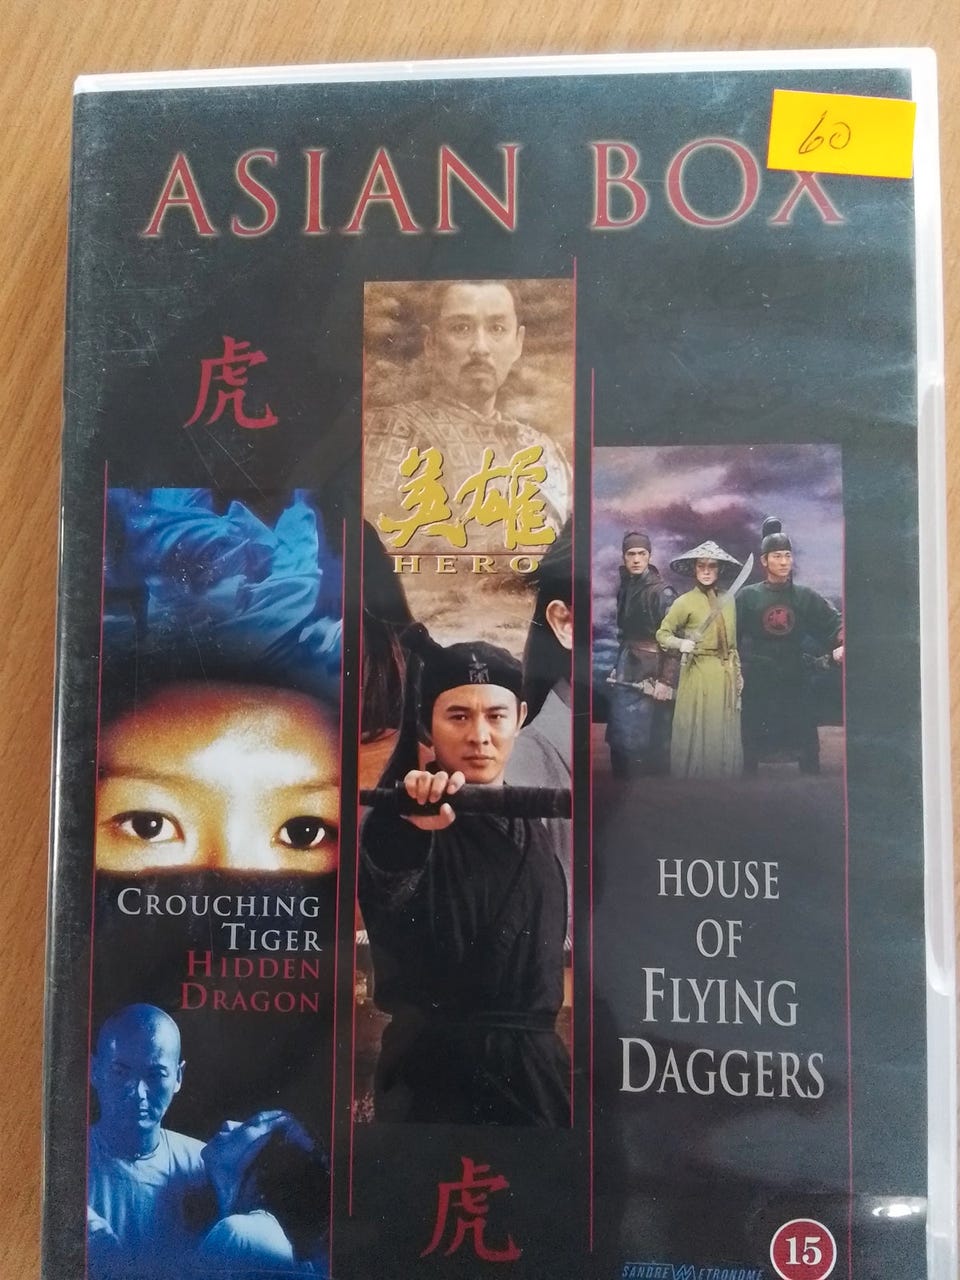 ASIAN BOX
60
虎
英雄
HERO
CROUCHING
TIGER
HIDDEN
DRAGON
HOUSE
OF
FLYING
DAGGERS
虎
15
SANDREW METRONOME